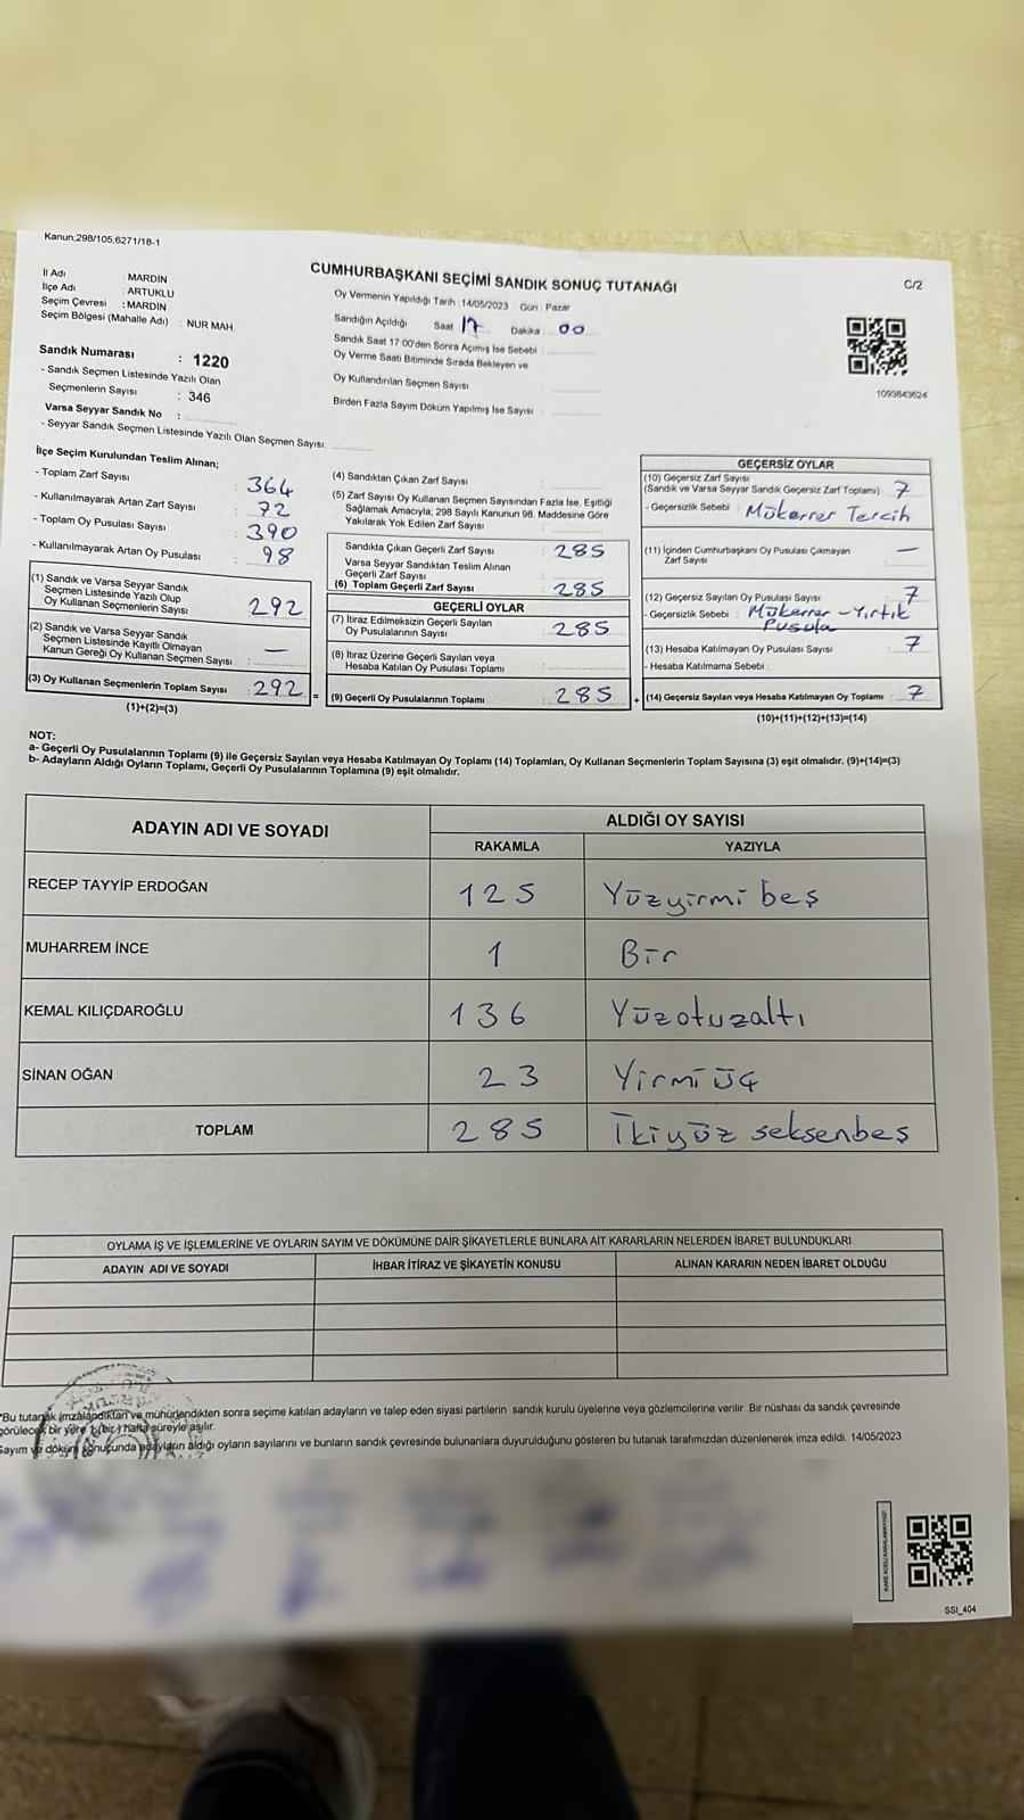 Kanun:298/105,6271/18-1
CUMHURBAŞKANI SEÇİMİ SANDIK SONUÇ TUTANAĞI
C/2
İl Adı MARDİN
İlçe Adı : ARTUKLU
Seçim Çevresi : MARDİN
Seçim Bölgesi (Mahalle Adı) : NUR MAH.
Oy Vermenin Yapıldığı Tarih : 14/05/2023 Gün : Pazar
Sandığın Açıldığı Saat 17 Dakika 00
Sandık Saat 17:00'den Sonra Açımış İse Sebebi :
Oy Verme Saati Bitiminde Sırada Bekleyen ve
Oy Kullandırılan Seçmen Sayısı
Birden Fazla Sayım Döküm Yapılmış İse Sayısı
Sandık Numarası : 1220
- Sandık Seçmen Listesinde Yazılı Olan
Seçmenlerin Sayısı : 346
Varsa Seyyar Sandık No :
- Seyyar Sandık Seçmen Listesinde Yazılı Olan Seçmen Sayısı
İlçe Seçim Kurulundan Teslim Alınan;
- Toplam Zarf Sayısı : 364
- Kullanılmayarak Artan Zarf Sayısı : 72
- Toplam Oy Pusulası Sayısı : 390
- Kullanılmayarak Artan Oy Pusulası : 98
(1) Sandık ve Varsa Seyyar Sandık
Seçmen Listesinde Yazılı Olup
Oy Kullanan Seçmenlerin Sayısı : 292
(2) Sandık ve Varsa Seyyar Sandık
Seçmen Listesinde Kayıtlı Olmayan
Kanun Gereği Oy Kullanan Seçmen Sayısı : —
(3) Oy Kullanan Seçmenlerin Toplam Sayısı : 292 =
(1)+(2)=(3)
(4) Sandıktan Çıkan Zarf Sayısı
(5) Zarf Sayısı Oy Kullanan Seçmen Sayısından Fazla İse, Eşitliği
Sağlamak Amacıyla, 298 Sayılı Kanunun 98. Maddesine Göre
Yakılarak Yok Edilen Zarf Sayısı
Sandıkta Çıkan Geçerli Zarf Sayısı : 285
Varsa Seyyar Sandıktan Teslim Alınan
Geçerli Zarf Sayısı
(6) Toplam Geçerli Zarf Sayısı : 285
GEÇERLİ OYLAR
(7) İtiraz Edilmeksizin Geçerli Sayılan
Oy Pusulalarının Sayısı : 285
(8) İtiraz Üzerine Geçerli Sayılan veya
Hesaba Katılan Oy Pusulası Toplamı
(9) Geçerli Oy Pusulalarının Toplamı : 285 +
GEÇERSİZ OYLAR
(10) Geçersiz Zarf Sayısı
(Sandık ve Varsa Seyyar Sandık Geçersiz Zarf Toplamı) : 7
- Geçersizlik Sebebi : Mükerrer Tercih
(11) İçinden Cumhurbaşkanı Oy Pusulası Çıkmayan
Zarf Sayısı —
(12) Geçersiz Sayılan Oy Pusulası Sayısı 7
- Geçersizlik Sebebi : Mükerrer - Yırtık
Pusula
(13) Hesaba Katılmayan Oy Pusulası Sayısı : 7
- Hesaba Katılmama Sebebi
(14) Geçersiz Sayılan veya Hesaba Katılmayan Oy Toplamı : 7
(10)+(11)+(12)+(13)=(14)
NOT:
a- Geçerli Oy Pusulalarının Toplamı (9) ile Geçersiz Sayılan veya Hesaba Katılmayan Oy Toplamı (14) Toplamları, Oy Kullanan Seçmenlerin Toplam Sayısına (3) eşit olmalıdır. (9)+(14)=(3)
b- Adayların Aldığı Oyların Toplamı, Geçerli Oy Pusulalarının Toplamına (9) eşit olmalıdır.
ADAYIN ADI VE SOYADI
ALDIĞI OY SAYISI
RAKAMLA YAZIYLA
RECEP TAYYİP ERDOĞAN 125 Yüzyirmi beş
MUHARREM İNCE 1 Bir
KEMAL KILIÇDAROĞLU 136 Yüzotuzaltı
SİNAN OĞAN 23 Yirmi üç
TOPLAM 285 İkiyüz seksenbeş
OYLAMA İŞ VE İŞLEMLERİNE VE OYLARIN SAYIM VE DÖKÜMÜNE DAİR ŞİKAYETLERLE BUNLARA AİT KARARLARIN NELERDEN İBARET BULUNDUKLARI
ADAYIN ADI VE SOYADI İHBAR İTİRAZ VE ŞİKAYETİN KONUSU ALINAN KARARIN NEDEN İBARET OLDUĞU
*Bu tutanak imzalandıktan ve mühürlendikten sonra seçime katılan adayların ve talep eden siyasi partilerin sandık kurulu üyelerine veya gözlemcilerine verilir. Bir nüshası da sandık çevresinde
görülecek bir yere 1 (bir) hafta süreyle asılır.
Sayım ve döküm sonucunda adayların aldığı oyların sayılarını ve bunların sandık çevresinde bulunanlara duyurulduğunu gösteren bu tutanak tarafımızdan düzenlenerek imza edildi. 14/05/2023
SSI_404